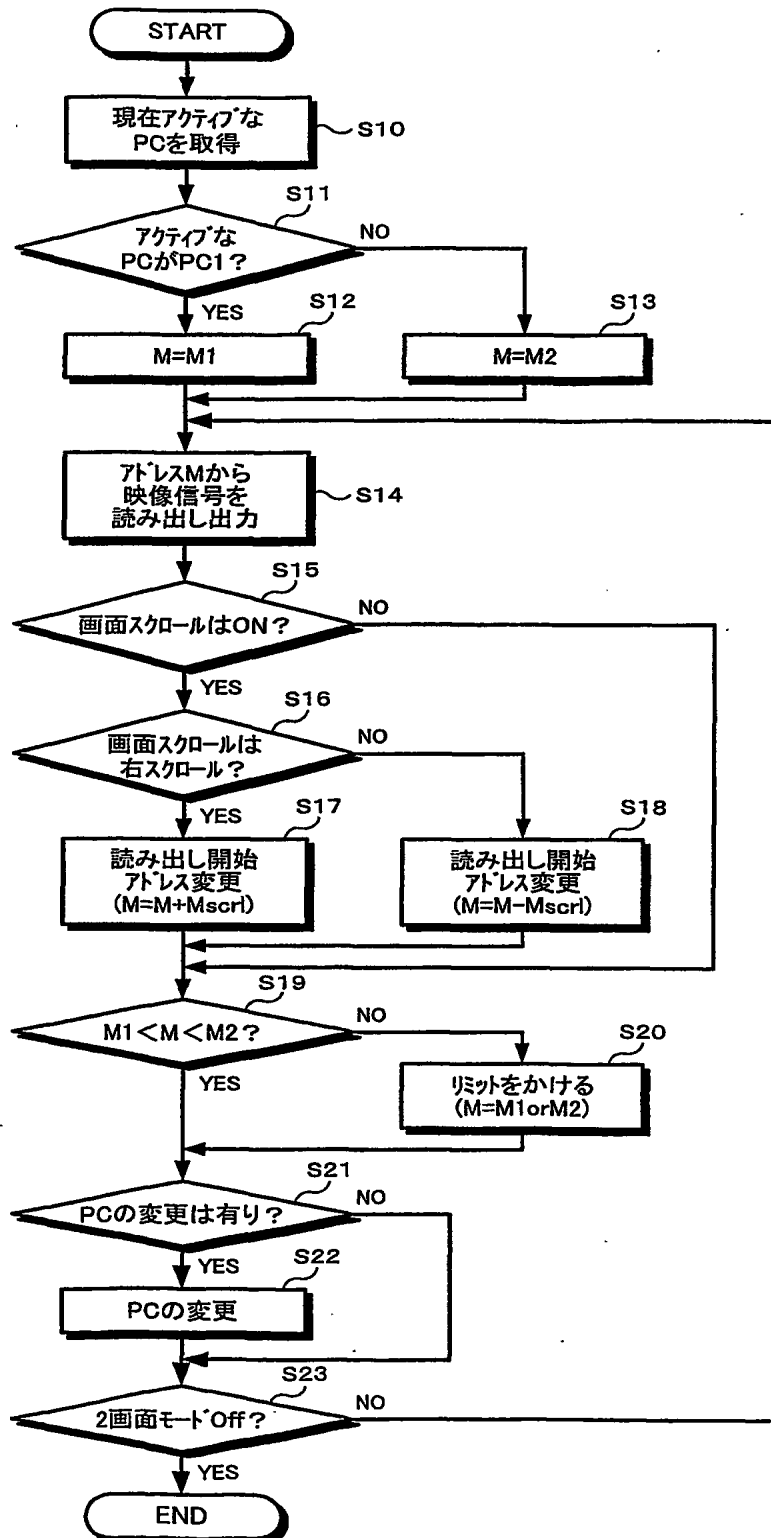 START
現在アクティブな
PCを取得
S10
S11
アクティブな
PCがPC1？
NO
YES
S12
M=M1
S13
M=M2
アドレスMから
映像信号を
読み出し出力
S14
S15
画面スクロールはON？
NO
YES
S16
画面スクロールは
右スクロール？
NO
YES
S17
読み出し開始
アドレス変更
(M=M+Mscrl)
S18
読み出し開始
アドレス変更
(M=M-Mscrl)
S19
M1＜M＜M2？
NO
YES
S20
リミットをかける
(M=M1orM2)
S21
PCの変更は有り？
NO
YES
S22
PCの変更
S23
2画面モードOff？
NO
YES
END